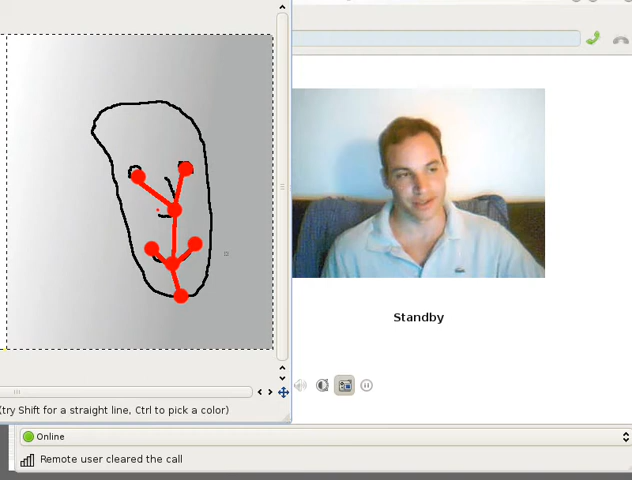 Standby
(try Shift for a straight line, Ctrl to pick a color)
Online
Remote user cleared the call